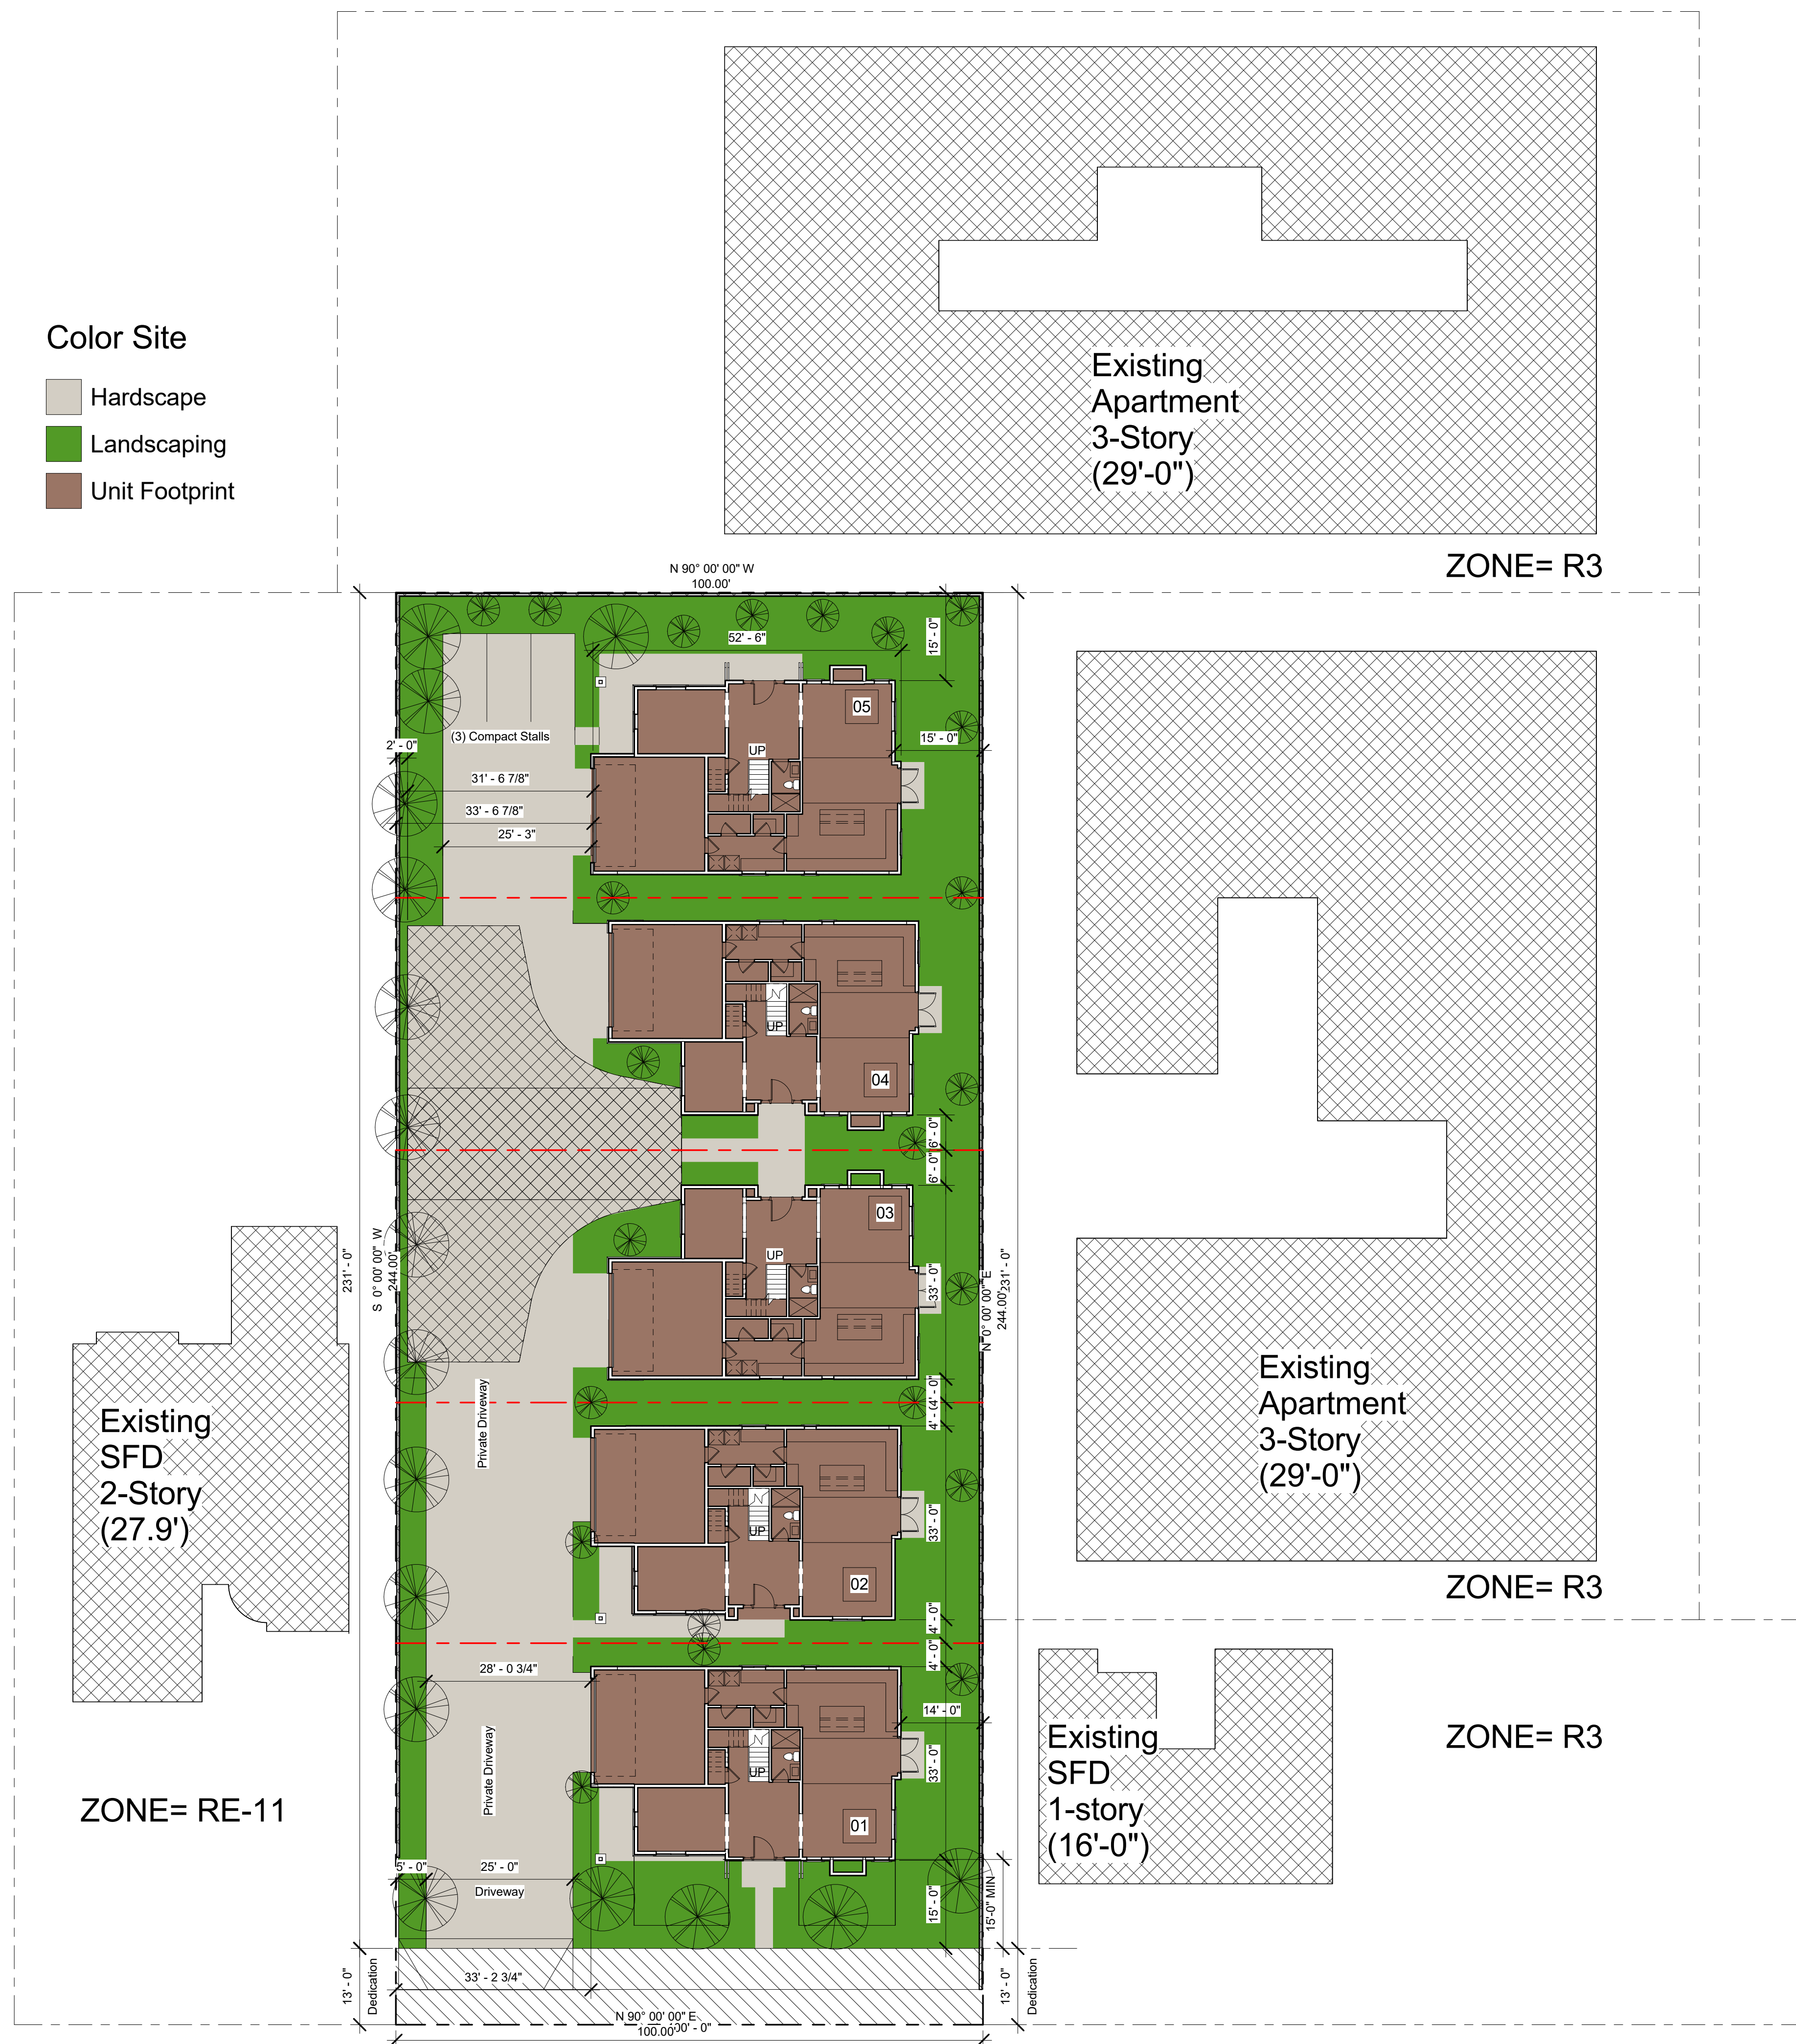 Existing
Apartment
3-Story
(29'-0")
Color Site
Hardscape
Landscaping
Unit Footprint
ZONE= R3
N 90° 00' 00" W
100.00'
52' - 6"
15' - 0"
05
(3) Compact Stalls
2' - 0"
15' - 0"
UP
31' - 6 7/8"
33' - 6 7/8"
25' - 3"
UP
04
6' - 0"
6' - 0"
03
UP
33' - 0"
231' - 0"
S 0° 00' 00" W
244.00'
N 0° 00' 00" E
244.00'
231' - 0"
Existing
Apartment
3-Story
(29'-0")
4' - 0"
4' - 0"
Private Driveway
Existing
SFD
2-Story
(27.9')
UP
33' - 0"
02
ZONE= R3
4' - 0"
4' - 0"
28' - 0 3/4"
14' - 0"
Private Driveway
UP
33' - 0"
01
Existing
SFD
1-story
(16'-0")
ZONE= R3
ZONE= RE-11
5' - 0"
25' - 0"
Driveway
15' - 0"
15'-0" MIN
13' - 0"
Dedication
33' - 2 3/4"
13' - 0"
Dedication
N 90° 00' 00" E
100.00'